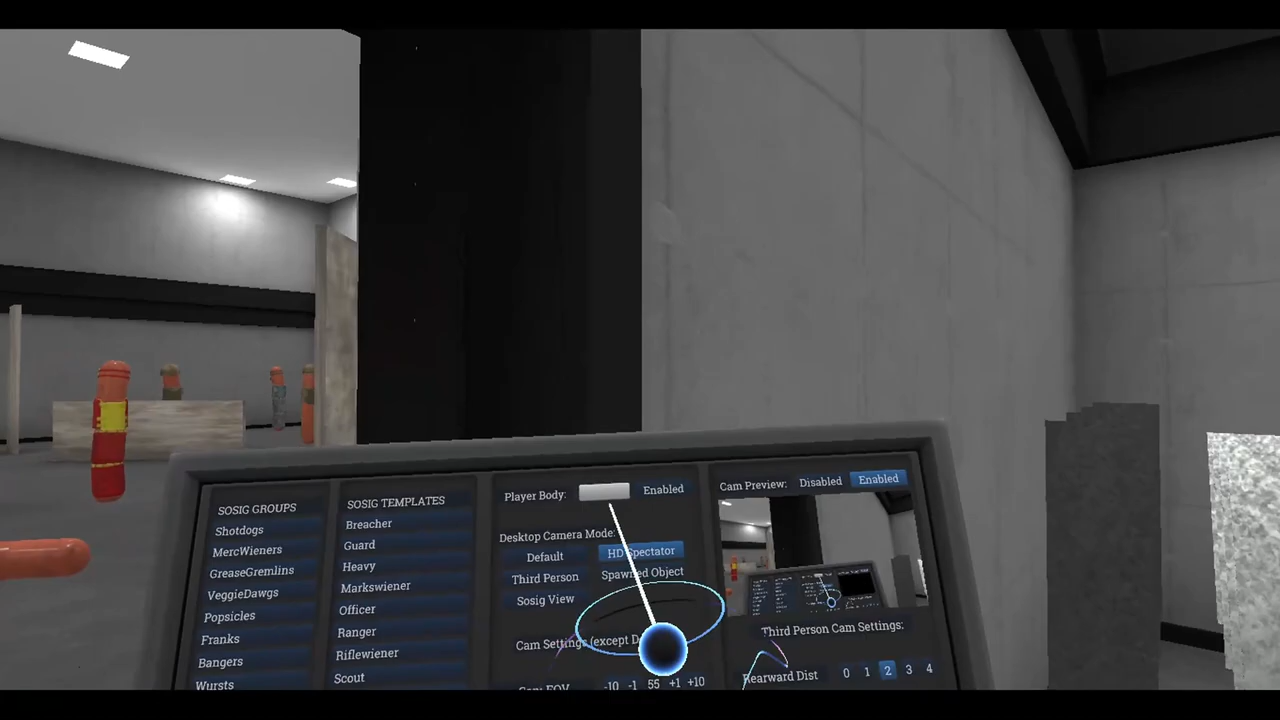 SOSIG GROUPS
Shotdogs
MercWieners
GreaseGremlins
VeggieDawgs
Popsicles
Franks
Bangers
Wursts
SOSIG TEMPLATES
Breacher
Guard
Heavy
Markswiener
Officer
Ranger
Riflewiener
Scout
Player Body: Enabled
Desktop Camera Mode:
Default HD Spectator
Third Person Spawned Object
Sosig View
Cam Settings (except D
Cam FOV -10 -1 55 +1 +10
Cam Preview: Disabled Enabled
Third Person Cam Settings:
Rearward Dist 0 1 2 3 4